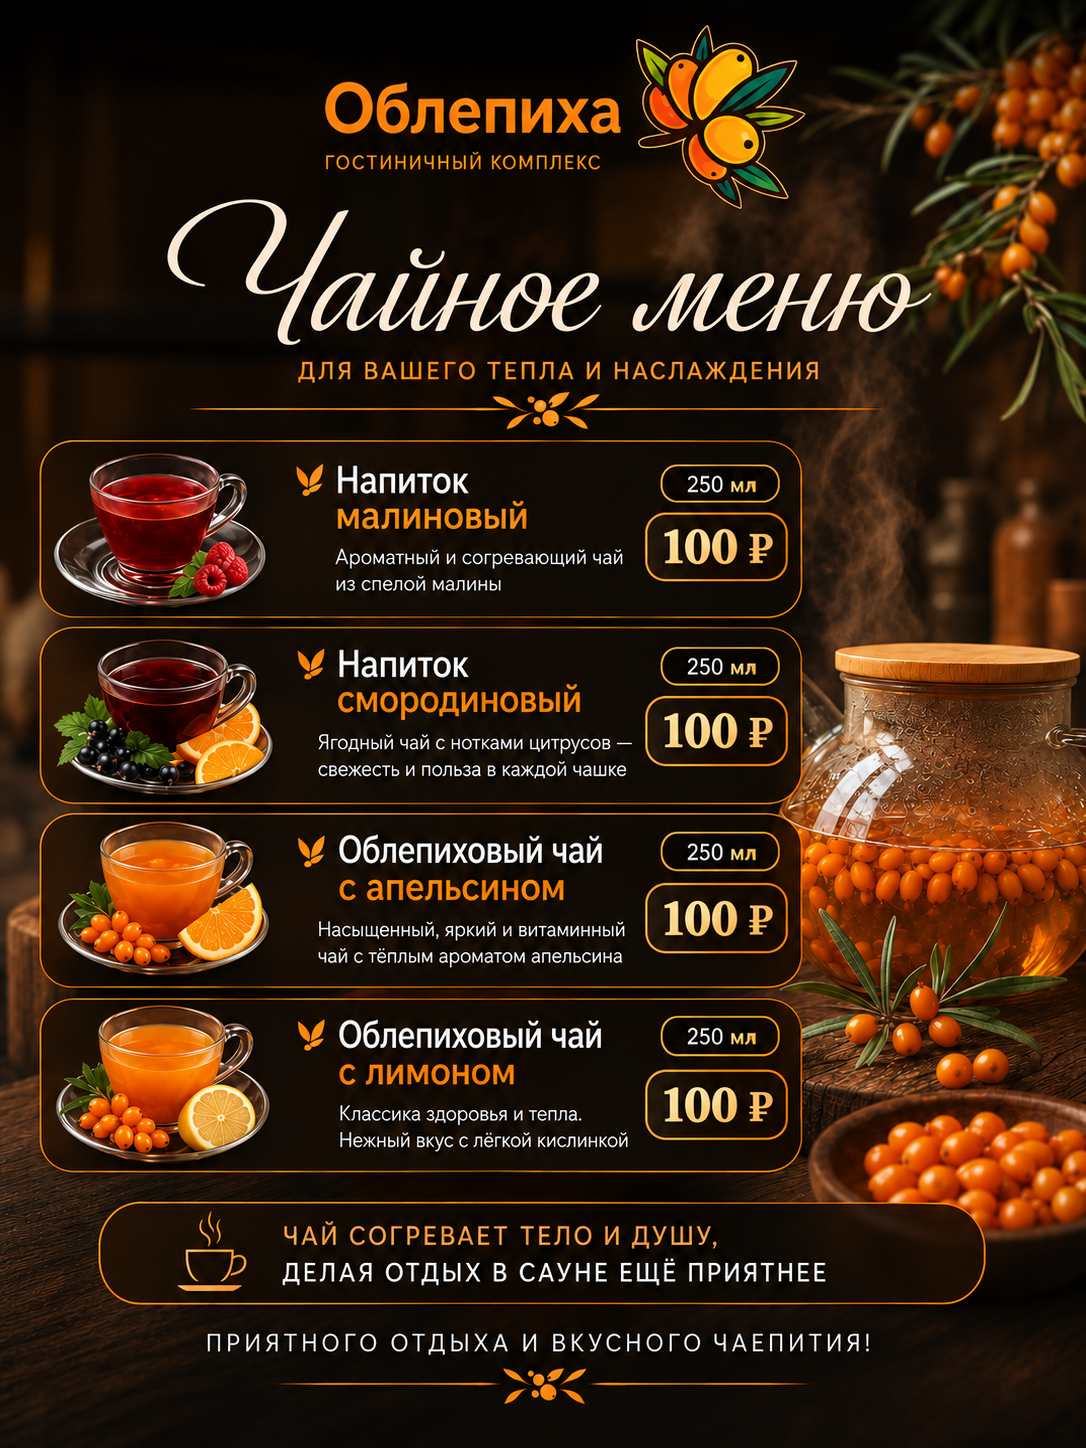 Облепиха
ГОСТИНИЧНЫЙ КОМПЛЕКС
Чайное меню
ДЛЯ ВАШЕГО ТЕПЛА И НАСЛАЖДЕНИЯ
Напиток
малиновый
Ароматный и согревающий чай
из спелой малины
250 мл
100 ₽
Напиток
смородиновый
Ягодный чай с нотками цитрусов —
свежесть и польза в каждой чашке
250 мл
100 ₽
Облепиховый чай
с апельсином
Насыщенный, яркий и витаминный
чай с тёплым ароматом апельсина
250 мл
100 ₽
Облепиховый чай
с лимоном
Классика здоровья и тепла.
Нежный вкус с лёгкой кислинкой
250 мл
100 ₽
ЧАЙ СОГРЕВАЕТ ТЕЛО И ДУШУ,
ДЕЛАЯ ОТДЫХ В САУНЕ ЕЩЁ ПРИЯТНЕЕ
ПРИЯТНОГО ОТДЫХА И ВКУСНОГО ЧАЕПИТИЯ!